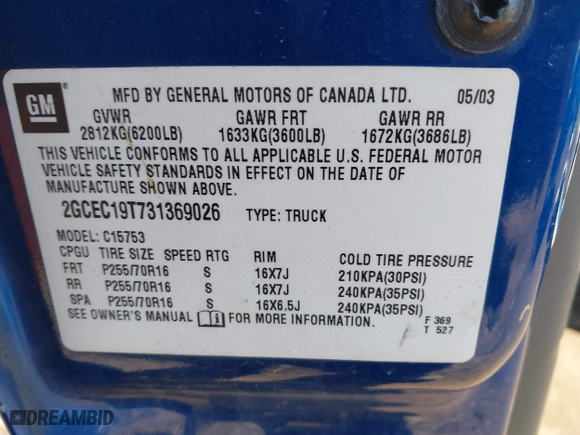 GM ®
MFD BY GENERAL MOTORS OF CANADA LTD. 05/03
GVWR GAWR FRT GAWR RR
2812KG(6200LB) 1633KG(3600LB) 1672KG(3686LB)
THIS VEHICLE CONFORMS TO ALL APPLICABLE U.S. FEDERAL MOTOR
VEHICLE SAFETY STANDARDS IN EFFECT ON THE DATE OF
MANUFACTURE SHOWN ABOVE.
2GCEC19T731369026 TYPE: TRUCK
MODEL: C15753
CPGU TIRE SIZE SPEED RTG RIM COLD TIRE PRESSURE
FRT P255/70R16 S 16X7J 210KPA(30PSI)
RR P255/70R16 S 16X7J 240KPA(35PSI)
SPA P255/70R16 S 16X6.5J 240KPA(35PSI)
SEE OWNER'S MANUAL FOR MORE INFORMATION.
F 369
T 527
DREAMBID